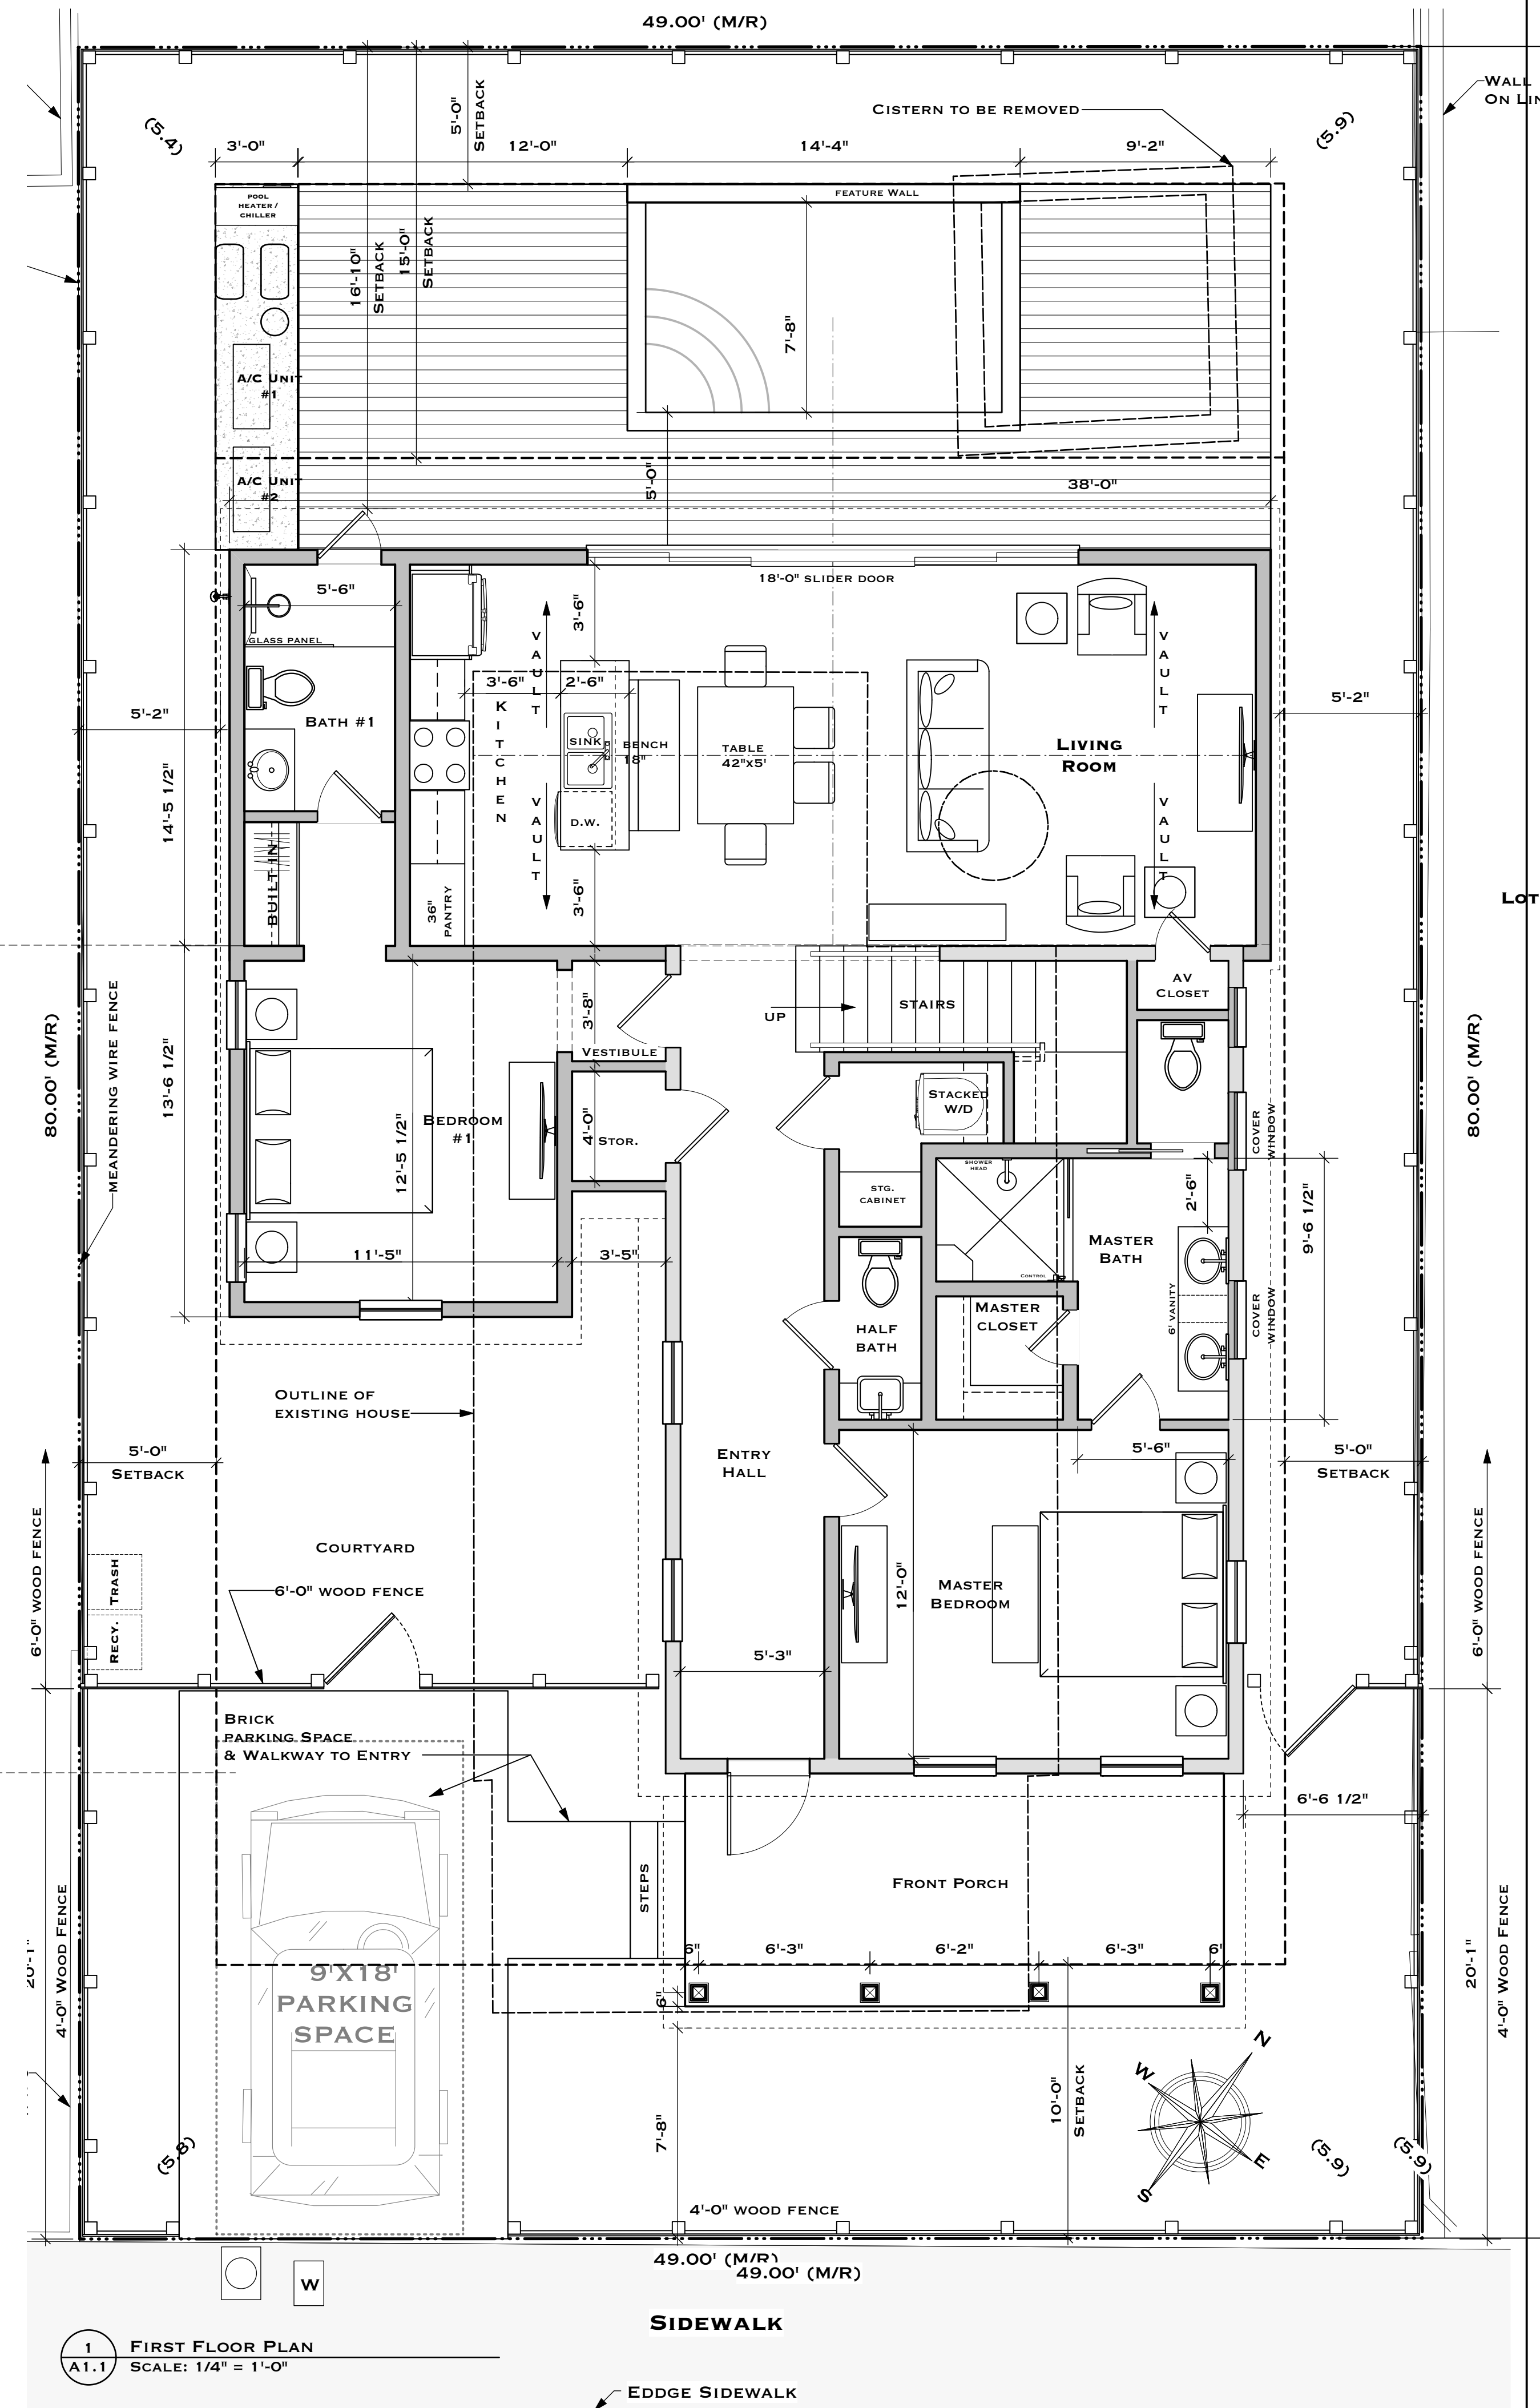 49.00' (M/R)
WALL
ON LIN
CISTERN TO BE REMOVED
(5.4)
(5.9)
5'-0"
SETBACK
3'-0"
12'-0"
14'-4"
9'-2"
POOL
HEATER /
CHILLER
FEATURE WALL
16'-10"
SETBACK
15'-0"
SETBACK
7'-8"
A/C UNIT
#1
A/C UNIT
#2
5'-0"
38'-0"
18'-0" SLIDER DOOR
5'-6"
3'-6"
GLASS PANEL
VAULT
VAULT
3'-6"
2'-6"
5'-2"
BATH #1
KITCHEN
SINK
BENCH
18"
TABLE
42"X5'
LIVING
ROOM
5'-2"
14'-5 1/2"
D.W.
VAULT
VAULT
BUILT-IN
36"
PANTRY
3'-6"
LOT
AV
CLOSET
UP
STAIRS
3'-8"
VESTIBULE
80.00' (M/R)
MEANDERING WIRE FENCE
13'-6 1/2"
12'-5 1/2"
BEDROOM
#1
4'-0"
STOR.
STACKED
W/D
COVER
WINDOW
80.00' (M/R)
SHOWER
HEAD
STG.
CABINET
2'-6"
9'-6 1/2"
MASTER
BATH
11'-5"
3'-5"
CONTROL
MASTER
CLOSET
6' VANITY
COVER
WINDOW
HALF
BATH
OUTLINE OF
EXISTING HOUSE
5'-0"
SETBACK
ENTRY
HALL
5'-6"
5'-0"
SETBACK
6'-0" WOOD FENCE
COURTYARD
TRASH
RECY.
6'-0" WOOD FENCE
12'-0"
MASTER
BEDROOM
6'-0" WOOD FENCE
5'-3"
BRICK
PARKING SPACE
& WALKWAY TO ENTRY
6'-6 1/2"
STEPS
FRONT PORCH
20'-1"
4'-0" WOOD FENCE
6"
6'-3"
6'-2"
6'-3"
6"
6"
9'X18'
PARKING
SPACE
20'-1"
4'-0" WOOD FENCE
7'-8"
10'-0"
SETBACK
N
W
E
S
(5.8)
(5.9)
(5.9)
4'-0" WOOD FENCE
49.00' (M/R)
49.00' (M/R)
W
SIDEWALK
1
A1.1
FIRST FLOOR PLAN
SCALE: 1/4" = 1'-0"
EDDGE SIDEWALK